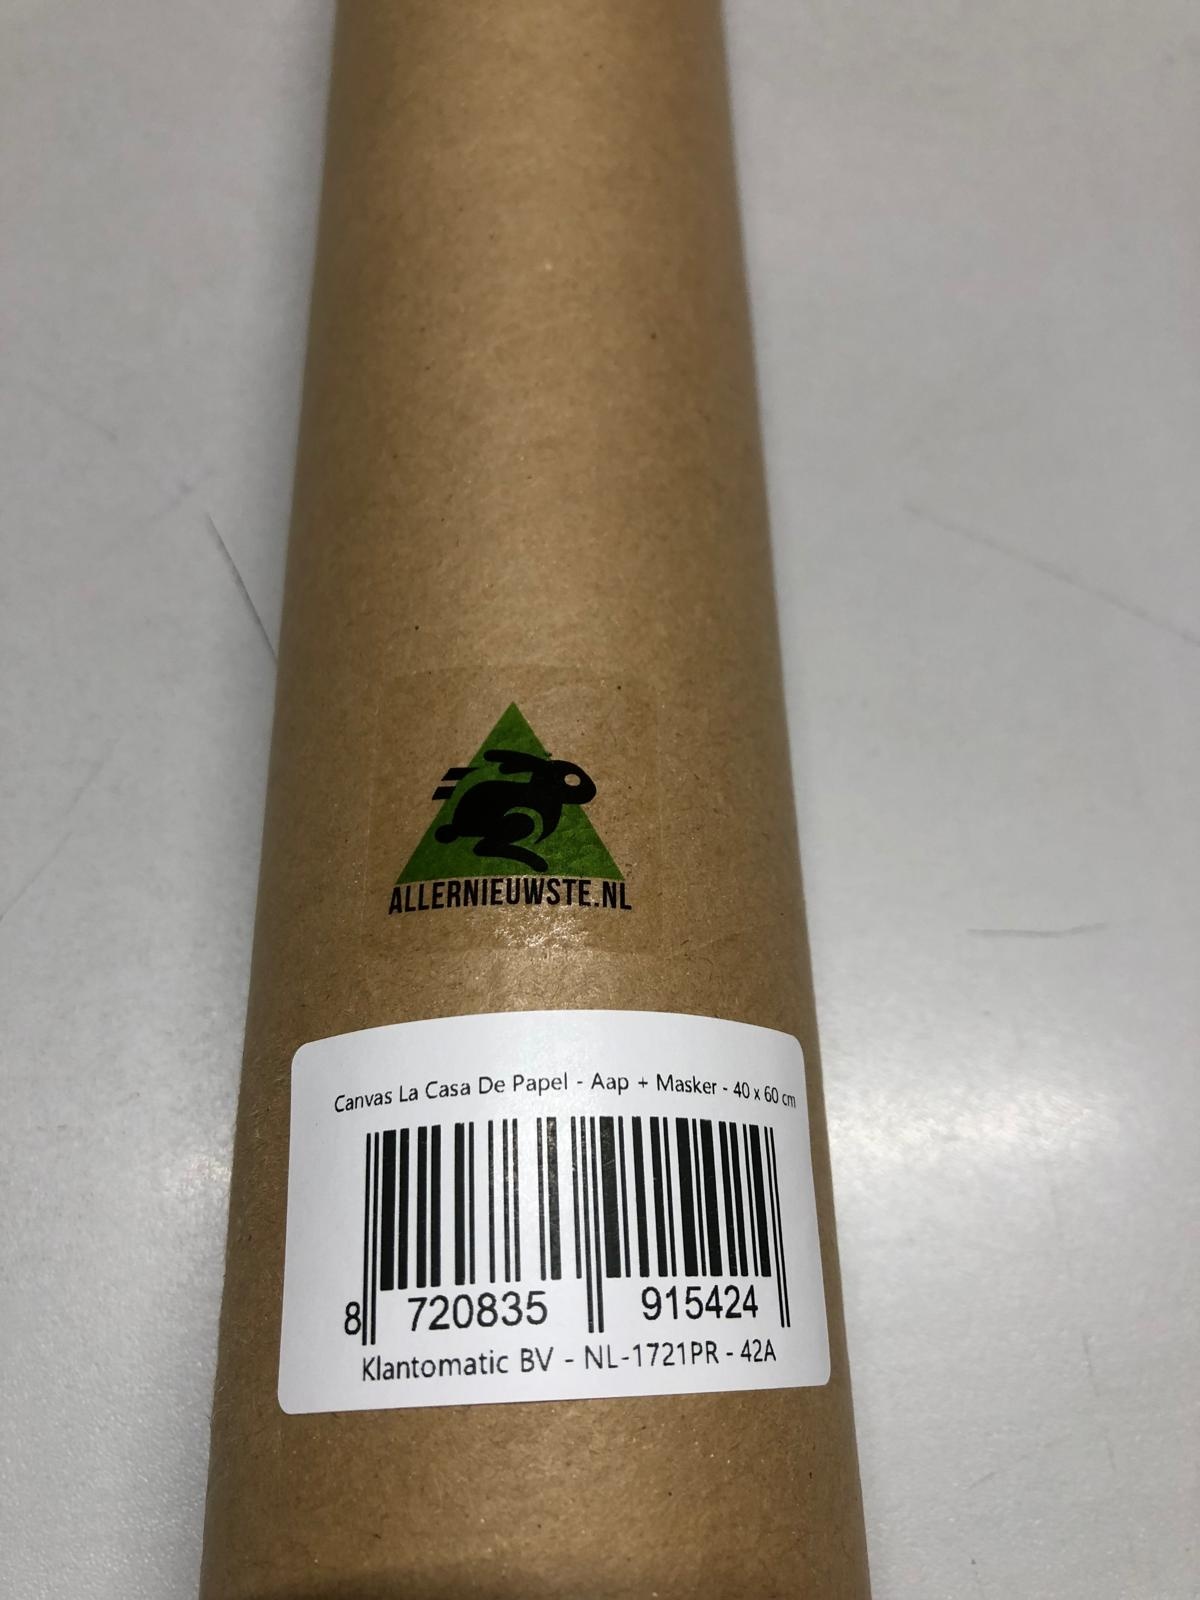 ALLERNIEUWSTE.NL
Canvas La Casa De Papel - Aap + Masker - 40 x 60 cm
8 720835 915424
Klantomatic BV - NL-1721PR - 42A